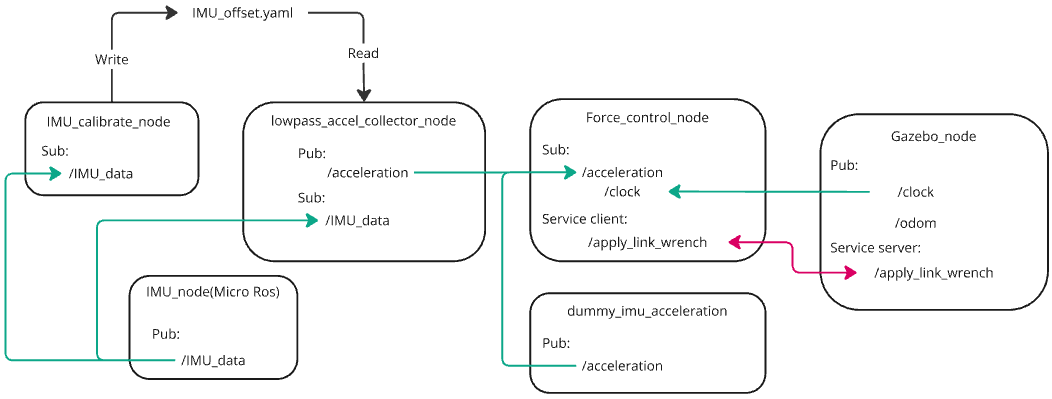 IMU_offset.yaml
Write
Read
IMU_calibrate_node
Sub:
/IMU_data
lowpass_accel_collector_node
Pub:
/acceleration
Sub:
/IMU_data
IMU_node(Micro Ros)
Pub:
/IMU_data
Force_control_node
Sub:
/acceleration
/clock
Service client:
/apply_link_wrench
dummy_imu_acceleration
Pub:
/acceleration
Gazebo_node
Pub:
/clock
/odom
Service server:
/apply_link_wrench